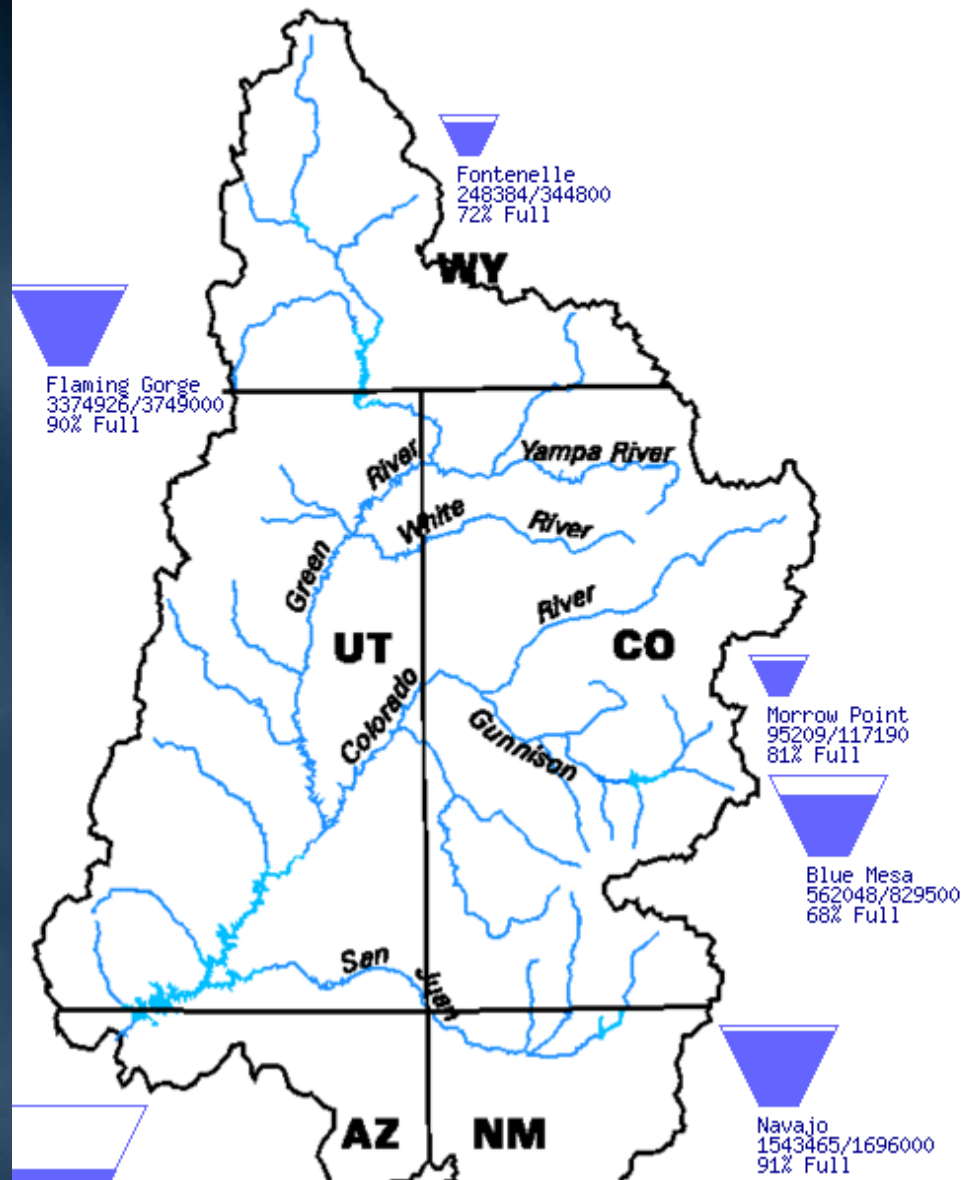 Fontenelle
248384/344800
72% Full
WY
Flaming Gorge
3374926/3749000
90% Full
River
Yampa River
White
River
Green
River
UT
CO
Colorado
Gunnison
Morrow Point
95209/117190
81% Full
Blue Mesa
562048/829500
68% Full
San
Juan
Navajo
1543465/1696000
91% Full
AZ
NM